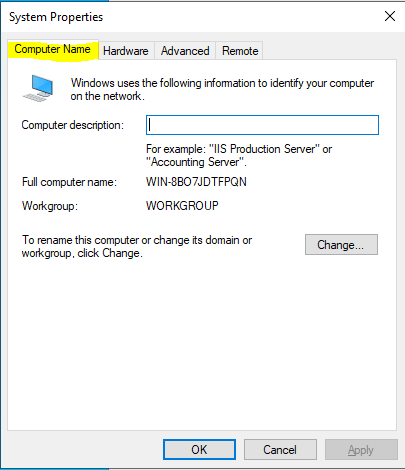 System Properties
Computer Name Hardware Advanced Remote
Windows uses the following information to identify your computer
on the network.
Computer description:
For example: "IIS Production Server" or
"Accounting Server".
Full computer name: WIN-8BO7JDTFPQN
Workgroup: WORKGROUP
To rename this computer or change its domain or
workgroup, click Change.
Change...
OK Cancel Apply